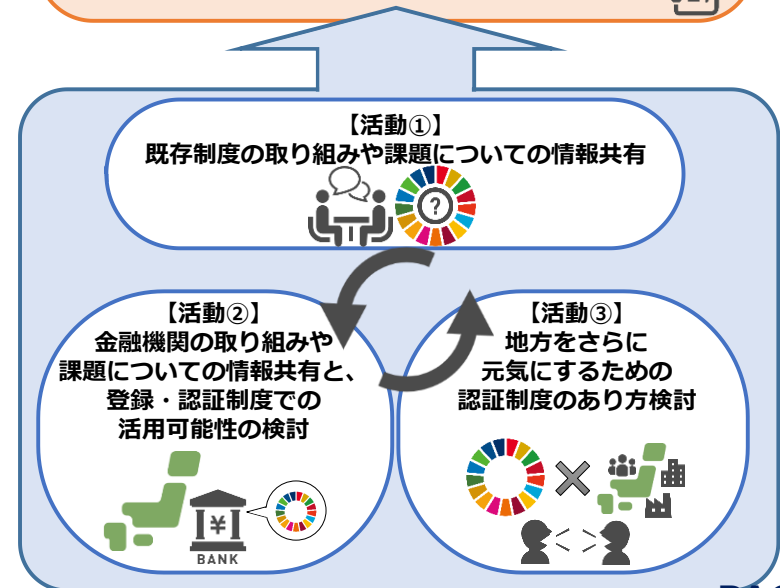 【活動①】
既存制度の取り組みや課題についての情報共有
?
【活動②】
金融機関の取り組みや
課題についての情報共有と、
登録・認証制度での
活用可能性の検討
¥
BANK
【活動③】
地方をさらに
元気にするための
認証制度のあり方検討